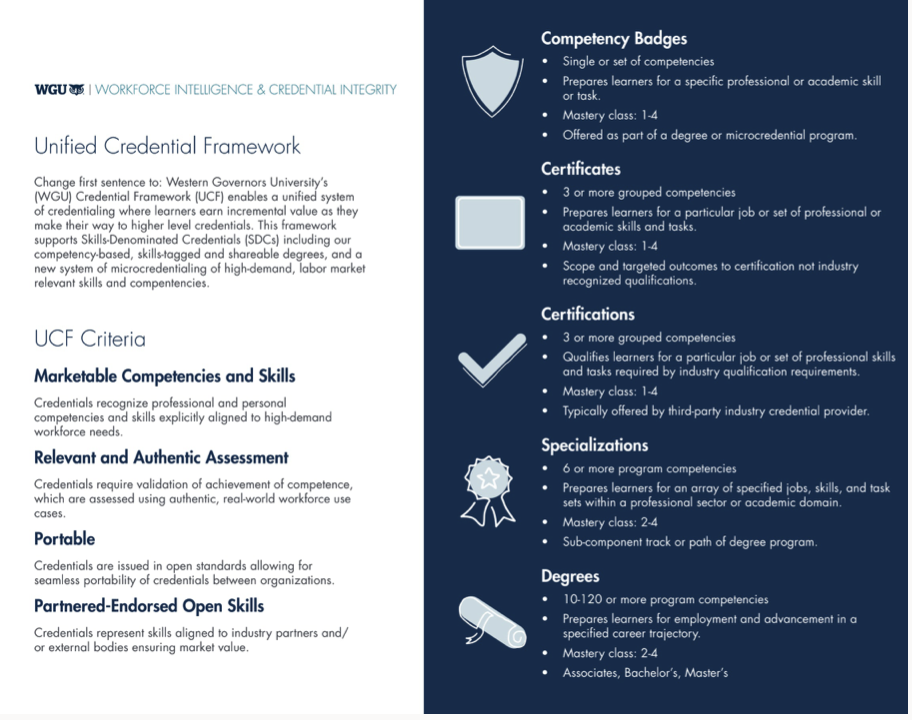 WGU | WORKFORCE INTELLIGENCE & CREDENTIAL INTEGRITY
Unified Credential Framework
Change first sentence to: Western Governors University's
(WGU) Credential Framework (UCF) enables a unified system
of credentialing where learners earn incremental value as they
make their way to higher level credentials. This framework
supports Skills-Denominated Credentials (SDCs) including our
competency-based, skills-tagged and shareable degrees, and a
new system of microcredentialing of high-demand, labor market
relevant skills and compentencies.
UCF Criteria
Marketable Competencies and Skills
Credentials recognize professional and personal
competencies and skills explicitly aligned to high-demand
workforce needs.
Relevant and Authentic Assessment
Credentials require validation of achievement of competence,
which are assessed using authentic, real-world workforce use
cases.
Portable
Credentials are issued in open standards allowing for
seamless portability of credentials between organizations.
Partnered-Endorsed Open Skills
Credentials represent skills aligned to industry partners and/
or external bodies ensuring market value.
Competency Badges
• Single or set of competencies
• Prepares learners for a specific professional or academic skill
or task.
• Mastery class: 1-4
• Offered as part of a degree or microcredential program.
Certificates
• 3 or more grouped competencies
• Prepares learners for a particular job or set of professional or
academic skills and tasks.
• Mastery class: 1-4
• Scope and targeted outcomes to certification not industry
recognized qualifications.
Certifications
• 3 or more grouped competencies
• Qualifies learners for a particular job or set of professional skills
and tasks required by industry qualification requirements.
• Mastery class: 1-4
• Typically offered by third-party industry credential provider.
Specializations
• 6 or more program competencies
• Prepares learners for an array of specified jobs, skills, and task
sets within a professional sector or academic domain.
• Mastery class: 2-4
• Sub-component track or path of degree program.
Degrees
• 10-120 or more program competencies
• Prepares learners for employment and advancement in a
specified career trajectory.
• Mastery class: 2-4
• Associates, Bachelor's, Master's